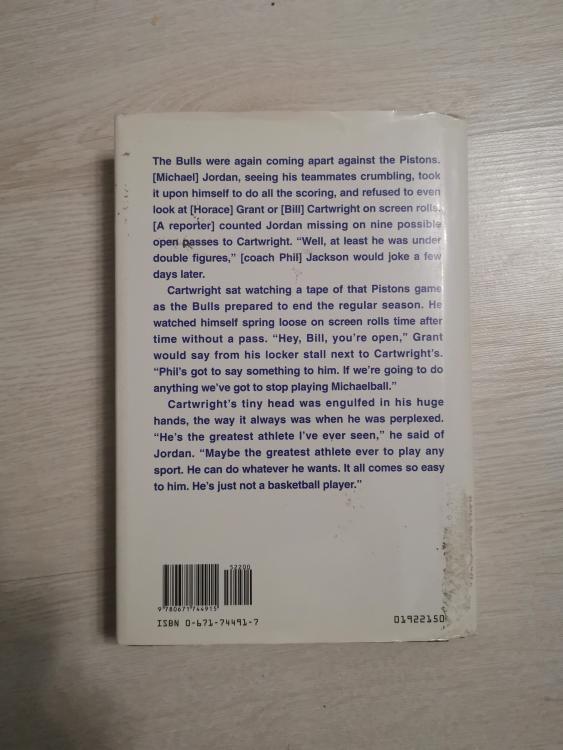 The Bulls were again coming apart against the Pistons.
[Michael] Jordan, seeing his teammates crumbling, took
it upon himself to do all the scoring, and refused to even
look at [Horace] Grant or [Bill] Cartwright on screen rolls.
[A reporter] counted Jordan missing on nine possible
open passes to Cartwright. “Well, at least he was under
double figures,” [coach Phil] Jackson would joke a few
days later.
Cartwright sat watching a tape of that Pistons game
as the Bulls prepared to end the regular season. He
watched himself spring loose on screen rolls time after
time without a pass. “Hey, Bill, you’re open,” Grant
would say from his locker stall next to Cartwright’s.
“Phil’s got to say something to him. If we’re going to do
anything we’ve got to stop playing Michaelball.”
Cartwright’s tiny head was engulfed in his huge
hands, the way it always was when he was perplexed.
“He’s the greatest athlete I’ve ever seen,” he said of
Jordan. “Maybe the greatest athlete ever to play any
sport. He can do whatever he wants. It all comes so easy
to him. He’s just not a basketball player.”
52200
9 780671 744915
ISBN 0-671-74491-7
01922150